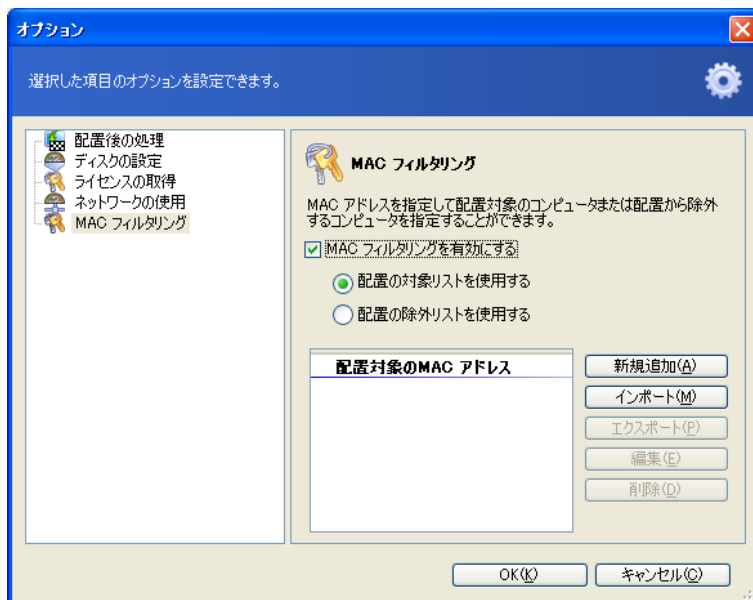 オプション
選択した項目のオプションを設定できます。
配置後の処理
ディスクの設定
ライセンスの取得
ネットワークの使用
MAC フィルタリング
MAC フィルタリング
MAC アドレスを指定して配置対象のコンピュータまたは配置から除外
するコンピュータを指定することができます。
MAC フィルタリングを有効にする
配置の対象リストを使用する
配置の除外リストを使用する
配置対象のMAC アドレス
新規追加(A)
インポート(M)
エクスポート(P)
編集(E)
削除(D)
OK(K)
キャンセル(C)